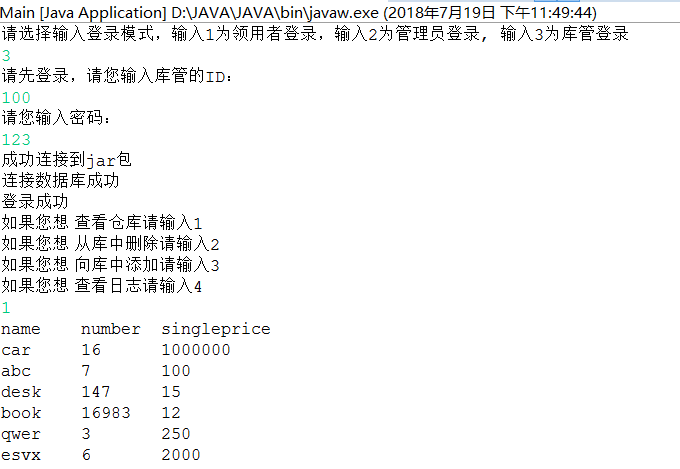 Main [Java Application] D:\JAVA\JAVA\bin\javaw.exe (2018年7月19日 下午11:49:44)
请选择输入登录模式，输入1为领用者登录，输入2为管理员登录, 输入3为库管登录
3
请先登录，请您输入库管的ID：
100
请您输入密码：
123
成功连接到jar包
连接数据库成功
登录成功
如果您想 查看仓库请输入1
如果您想 从库中删除请输入2
如果您想 向库中添加请输入3
如果您想 查看日志请输入4
1
name number singleprice
car 16 1000000
abc 7 100
desk 147 15
book 16983 12
qwer 3 250
esvx 6 2000